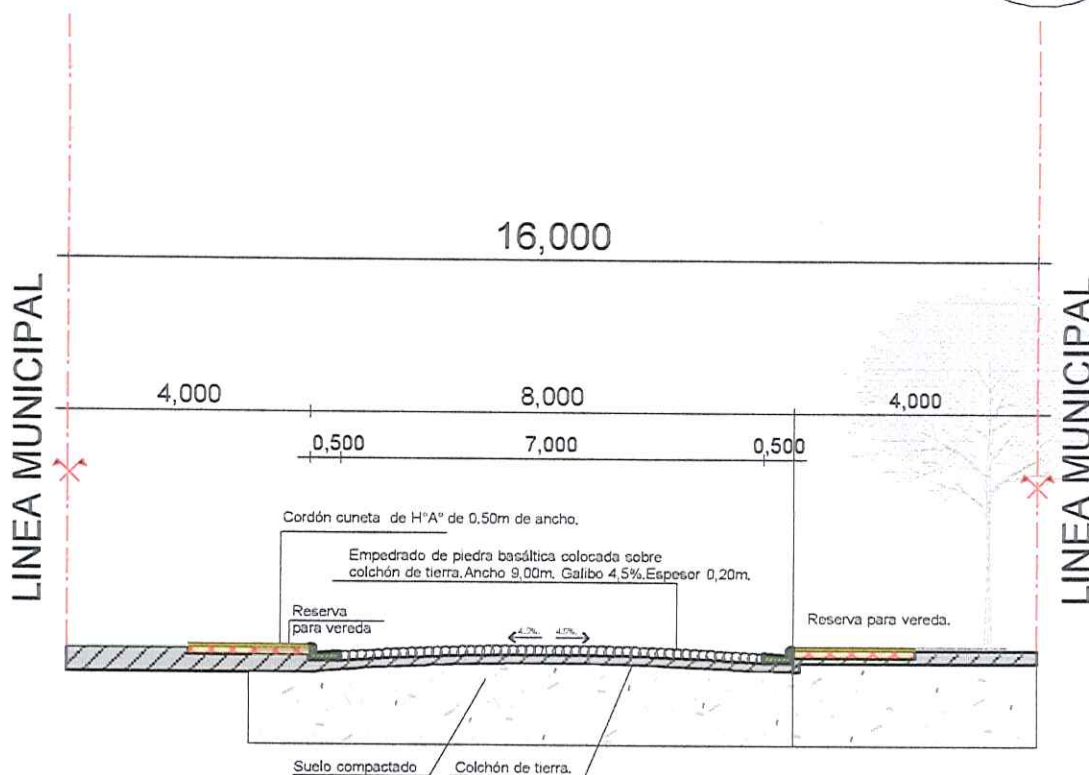 16,000
LINEA MUNICIPAL
LINEA MUNICIPAL
4,000
8,000
4,000
0,500
7,000
0,500
Cordón cuneta de H°A° de 0.50m de ancho.
Empedrado de piedra basáltica colocada sobre
colchón de tierra. Ancho 9,00m. Galibo 4,5%. Espesor 0,20m.
Reserva
para vereda
Reserva para vereda.
4,5%
4,5%
Suelo compactado
Colchón de tierra.